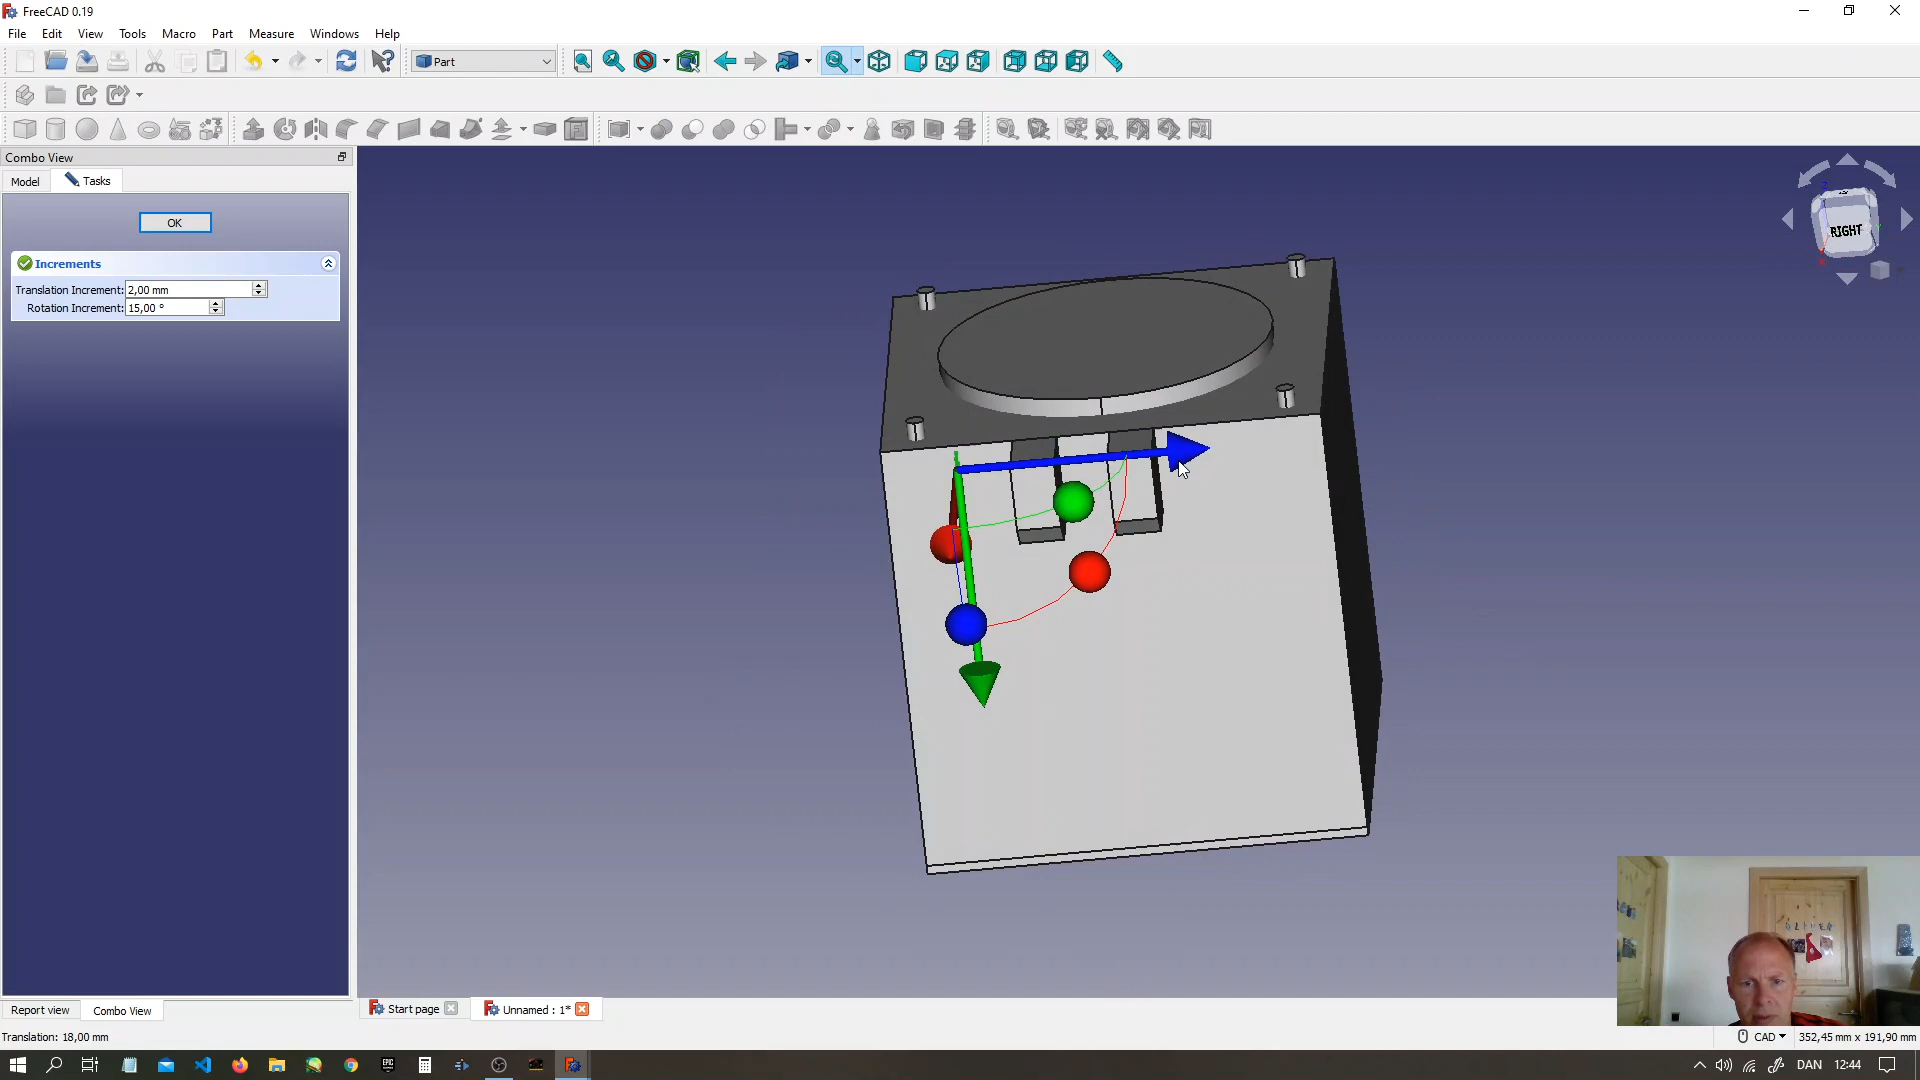 FreeCAD 0.19
File Edit View Tools Macro Part Measure Windows Help
Part
Combo View
Model Tasks
OK
Increments
Translation Increment: 2,00 mm
Rotation Increment: 15,00 °
RIGHT
Report view Combo View
Start page Unnamed : 1*
Translation: 18,00 mm
CAD 352,45 mm x 191,90 mm
DAN 12:44